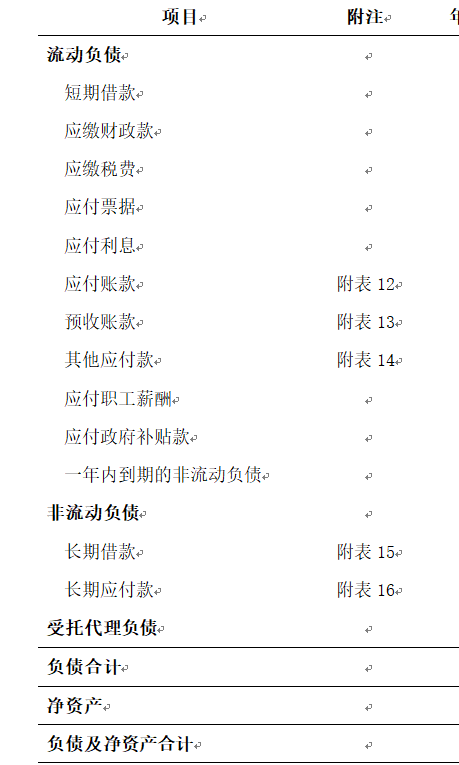 项目 附注
流动负债
短期借款
应缴财政款
应缴税费
应付票据
应付利息
应付账款 附表 12
预收账款 附表 13
其他应付款 附表 14
应付职工薪酬
应付政府补贴款
一年内到期的非流动负债
非流动负债
长期借款 附表 15
长期应付款 附表 16
受托代理负债
负债合计
净资产
负债及净资产合计